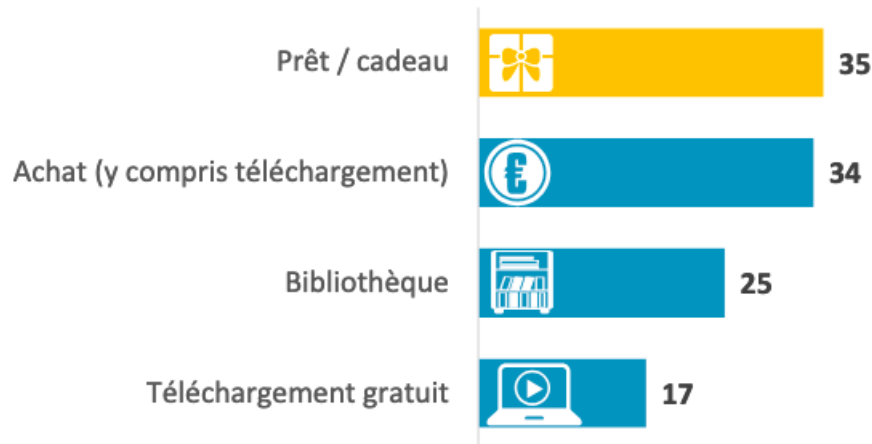 Prêt / cadeau 35
Achat (y compris téléchargement) € 34
Bibliothèque 25
Téléchargement gratuit 17